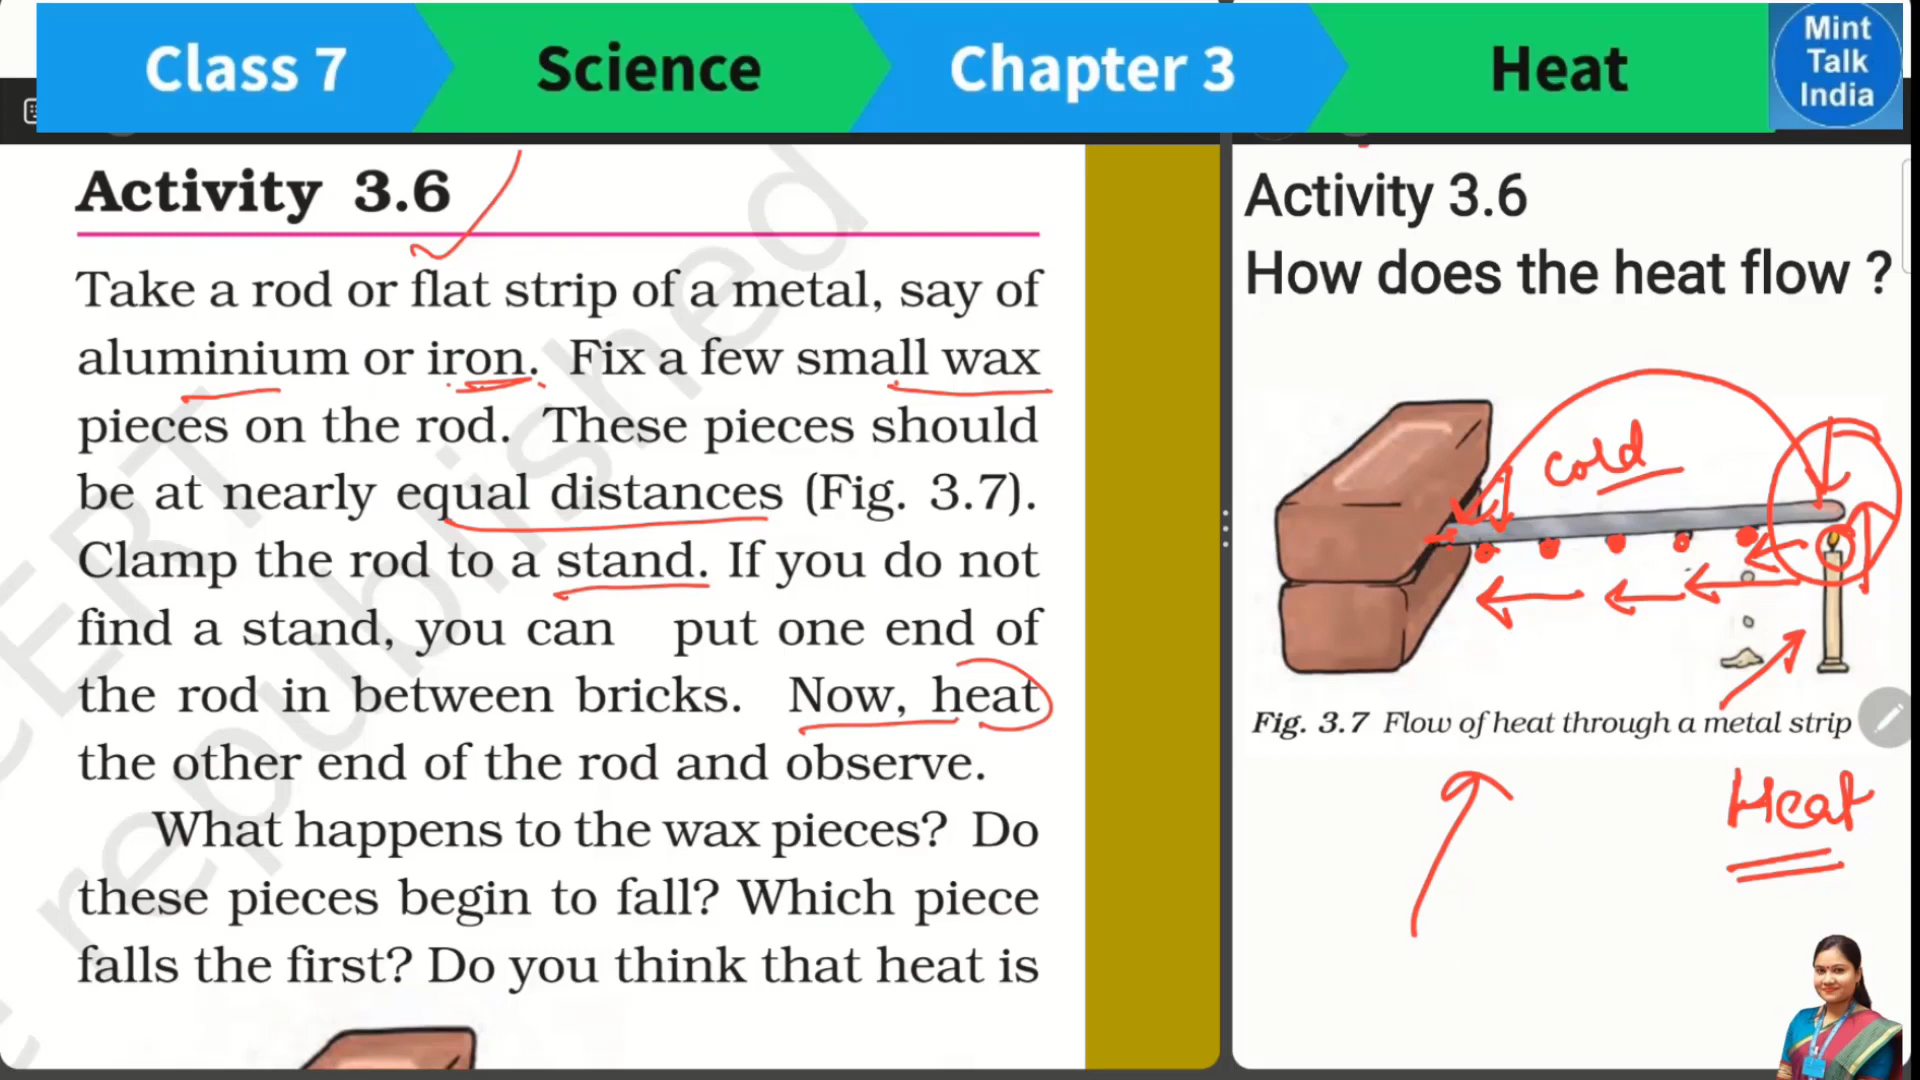 Class 7
Science
Chapter 3
Heat
Mint
Talk
India
Activity 3.6
Take a rod or flat strip of a metal, say of
aluminium or iron. Fix a few small wax
pieces on the rod. These pieces should
be at nearly equal distances (Fig. 3.7).
Clamp the rod to a stand. If you do not
find a stand, you can put one end of
the rod in between bricks. Now, heat
the other end of the rod and observe.
What happens to the wax pieces? Do
these pieces begin to fall? Which piece
falls the first? Do you think that heat is
republished
Activity 3.6
How does the heat flow ?
cold
Fig. 3.7 Flow of heat through a metal strip
Heat